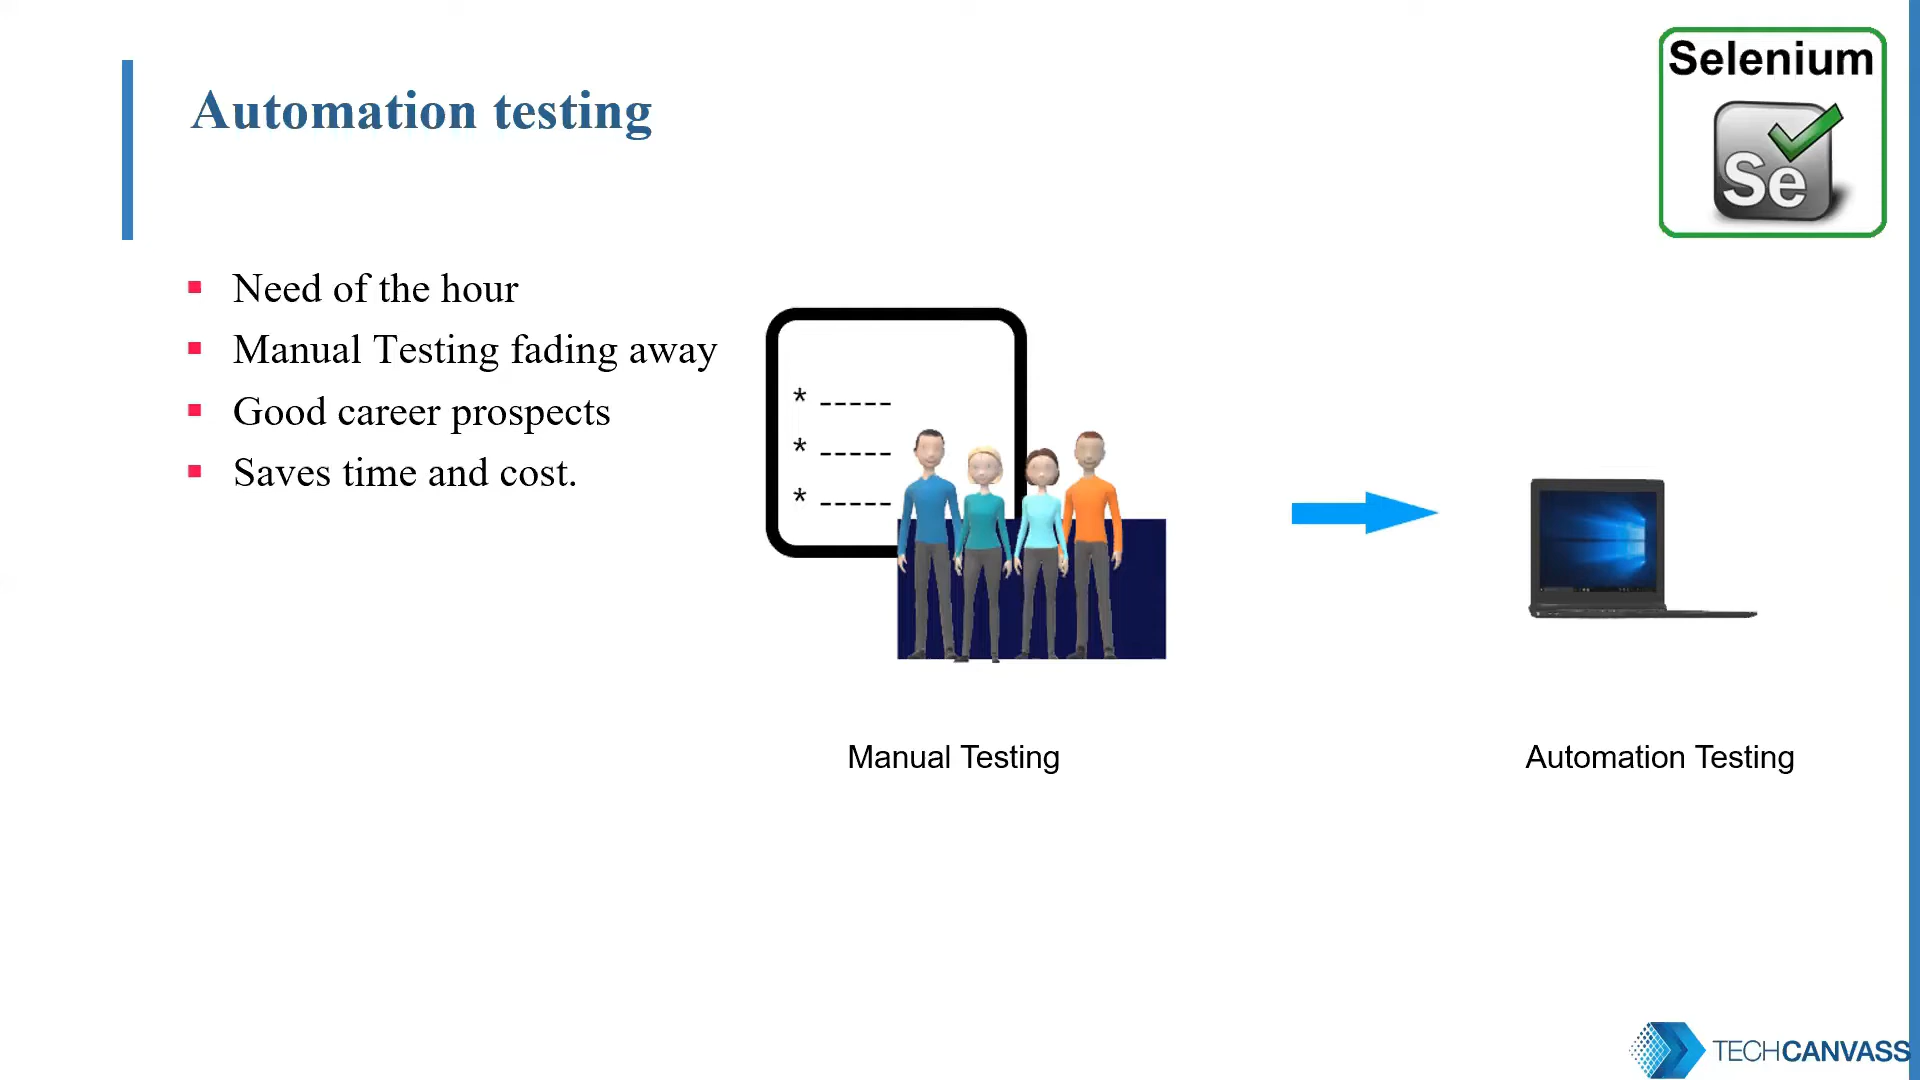 Selenium
Se
Automation testing
Need of the hour
Manual Testing fading away
Good career prospects
Saves time and cost.
* -----
* -----
* -----
Manual Testing
Automation Testing
TECHCANVASS